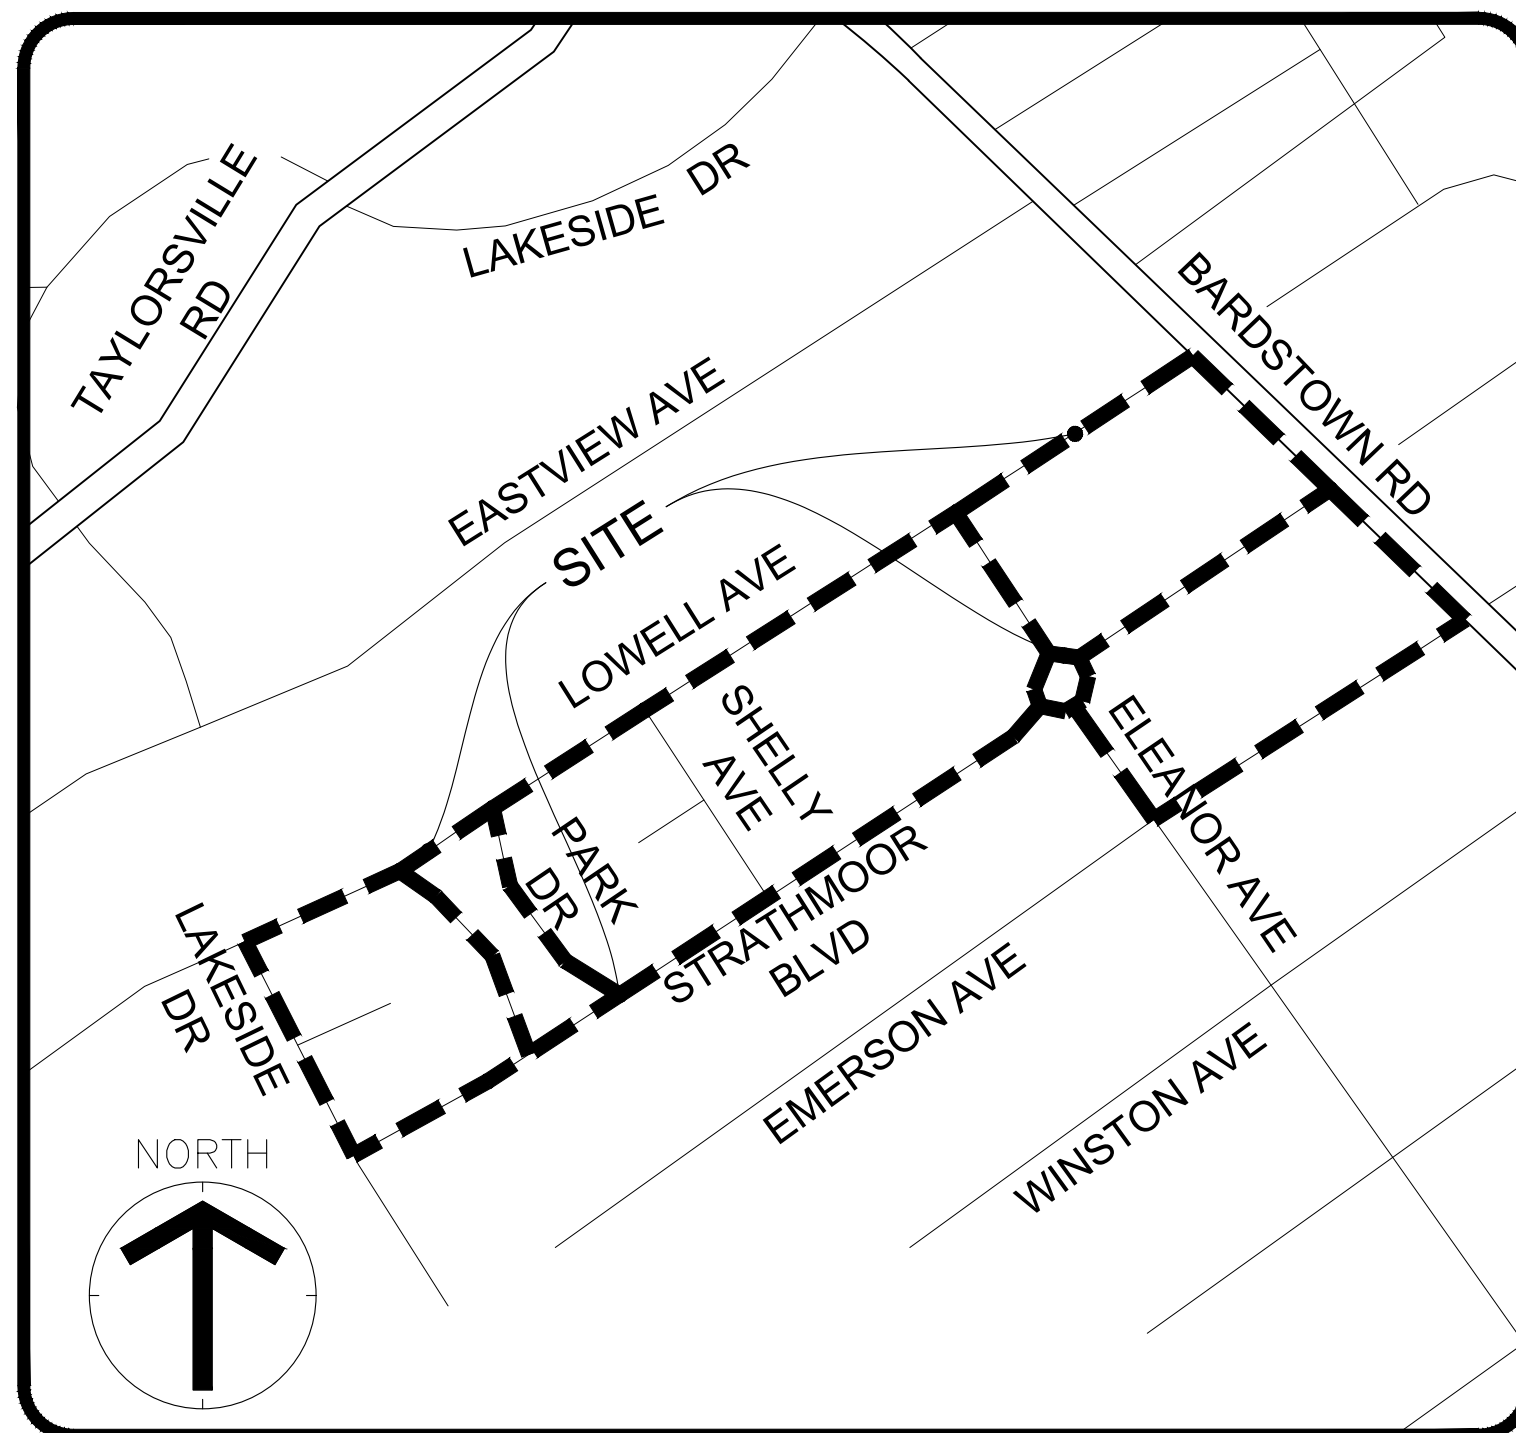 TAYLORSVILLE
RD
LAKESIDE DR
BARDSTOWN RD
EASTVIEW AVE
SITE
LOWELL AVE
SHELLY
AVE
ELEANOR AVE
PARK
DR
STRATHMOOR
BLVD
LAKESIDE
DR
EMERSON AVE
WINSTON AVE
NORTH